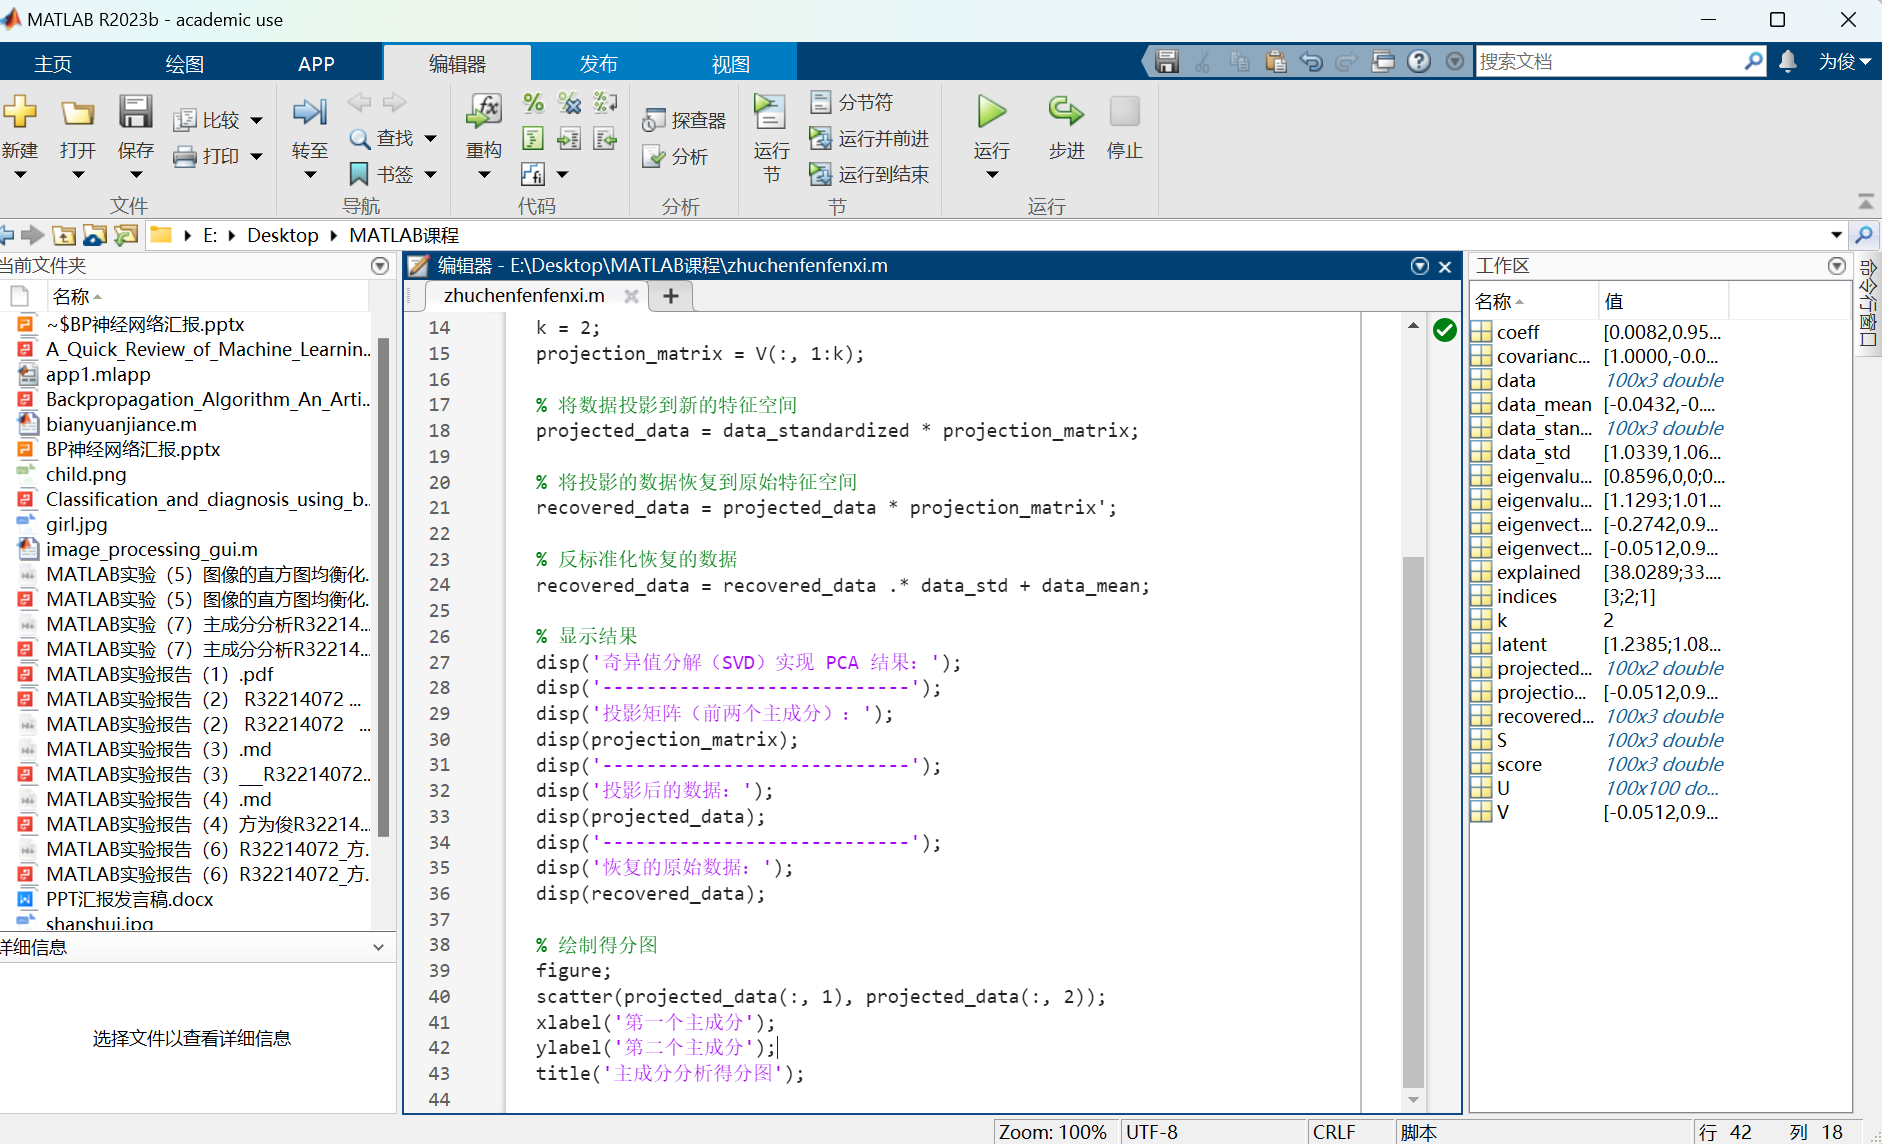 MATLAB R2023b - academic use
主页 绘图 APP 编辑器 发布 视图 搜索文档 为俊
新建 打开 保存 比较 打印 文件
转至 查找 书签 导航
重构 代码
探查器 分析 分析
运行节 分节符 运行并前进 运行到结束 节
运行 步进 停止 运行
E: Desktop MATLAB课程
当前文件夹
名称
~$BP神经网络汇报.pptx
A_Quick_Review_of_Machine_Learnin...
app1.mlapp
Backpropagation_Algorithm_An_Arti...
bianyuanjiance.m
BP神经网络汇报.pptx
child.png
Classification_and_diagnosis_using_b...
girl.jpg
image_processing_gui.m
MATLAB实验（5）图像的直方图均衡化.
MATLAB实验（5）图像的直方图均衡化.
MATLAB实验（7）主成分分析R32214...
MATLAB实验（7）主成分分析R32214...
MATLAB实验报告（1）.pdf
MATLAB实验报告（2） R32214072 ...
MATLAB实验报告（2） R32214072 ...
MATLAB实验报告（3）.md
MATLAB实验报告（3）__R32214072...
MATLAB实验报告（4）.md
MATLAB实验报告（4）方为俊R32214...
MATLAB实验报告（6）R32214072_方.
MATLAB实验报告（6）R32214072_方.
PPT汇报发言稿.docx
shanshui.jpg
详细信息
选择文件以查看详细信息
编辑器 - E:\Desktop\MATLAB课程\zhuchenfenfenxi.m
zhuchenfenfenxi.m
14 k = 2;
15 projection_matrix = V(:, 1:k);
16
17 % 将数据投影到新的特征空间
18 projected_data = data_standardized * projection_matrix;
19
20 % 将投影的数据恢复到原始特征空间
21 recovered_data = projected_data * projection_matrix';
22
23 % 反标准化恢复的数据
24 recovered_data = recovered_data .* data_std + data_mean;
25
26 % 显示结果
27 disp('奇异值分解（SVD）实现 PCA 结果：');
28 disp('----------------------------');
29 disp('投影矩阵（前两个主成分）：');
30 disp(projection_matrix);
31 disp('----------------------------');
32 disp('投影后的数据：');
33 disp(projected_data);
34 disp('----------------------------');
35 disp('恢复的原始数据：');
36 disp(recovered_data);
37
38 % 绘制得分图
39 figure;
40 scatter(projected_data(:, 1), projected_data(:, 2));
41 xlabel('第一个主成分');
42 ylabel('第二个主成分');
43 title('主成分分析得分图');
44
工作区
名称 值
coeff [0.0082,0.95...
covarianc... [1.0000,-0.0...
data 100x3 double
data_mean [-0.0432,-0....
data_stan... 100x3 double
data_std [1.0339,1.06...
eigenvalu... [0.8596,0,0;0...
eigenvalu... [1.1293;1.01...
eigenvect... [-0.2742,0.9...
eigenvect... [-0.0512,0.9...
explained [38.0289;33....
indices [3;2;1]
k 2
latent [1.2385;1.08...
projected... 100x2 double
projectio... [-0.0512,0.9...
recovered... 100x3 double
S 100x3 double
score 100x3 double
U 100x100 do...
V [-0.0512,0.9...
命令行窗口
Zoom: 100% UTF-8 CRLF 脚本 行 42 列 18